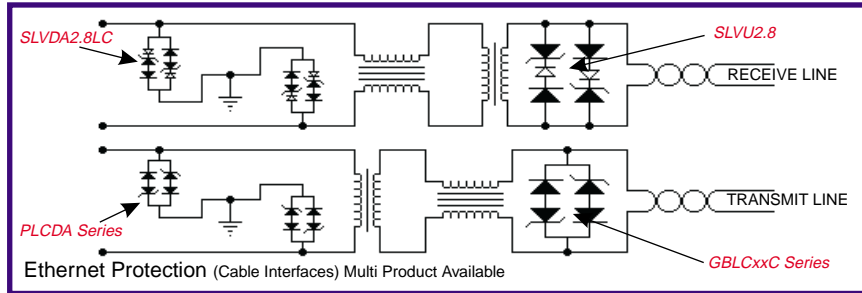 SLVDA2.8LC
SLVU2.8
RECEIVE LINE
PLCDA Series
TRANSMIT LINE
GBLCxxC Series
Ethernet Protection (Cable Interfaces) Multi Product Available